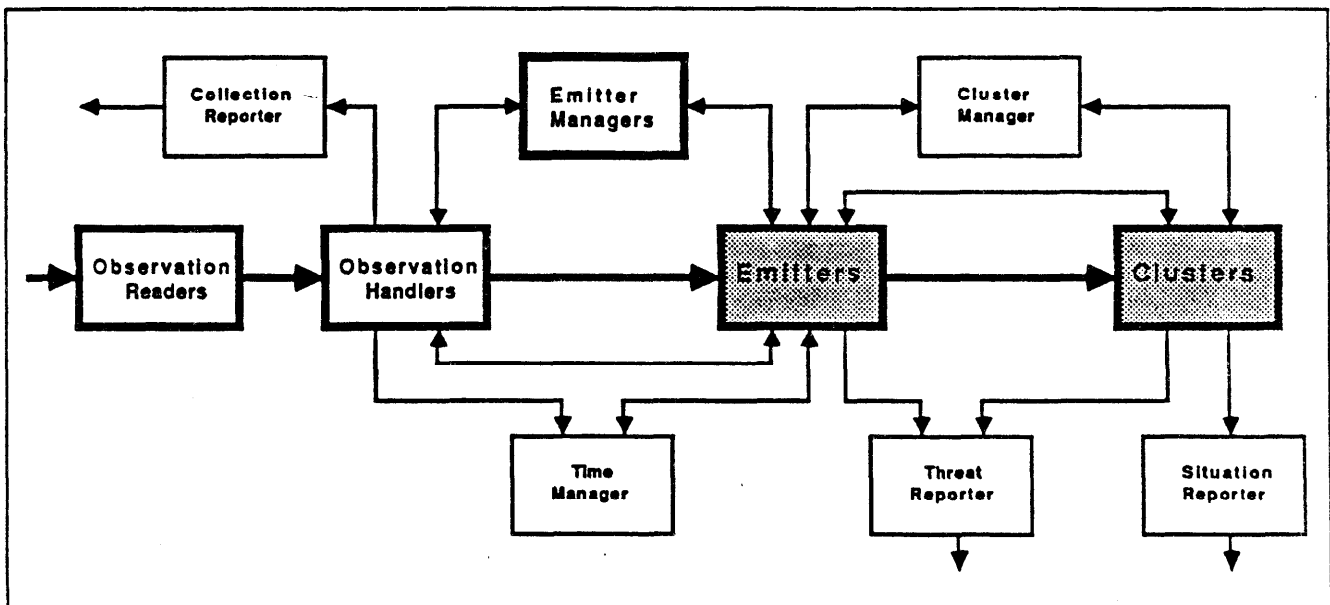 Collection
Reporter
Emitter
Managers
Cluster
Manager
Observation
Readers
Observation
Handlers
Emitters
Clusters
Time
Manager
Threat
Reporter
Situation
Reporter